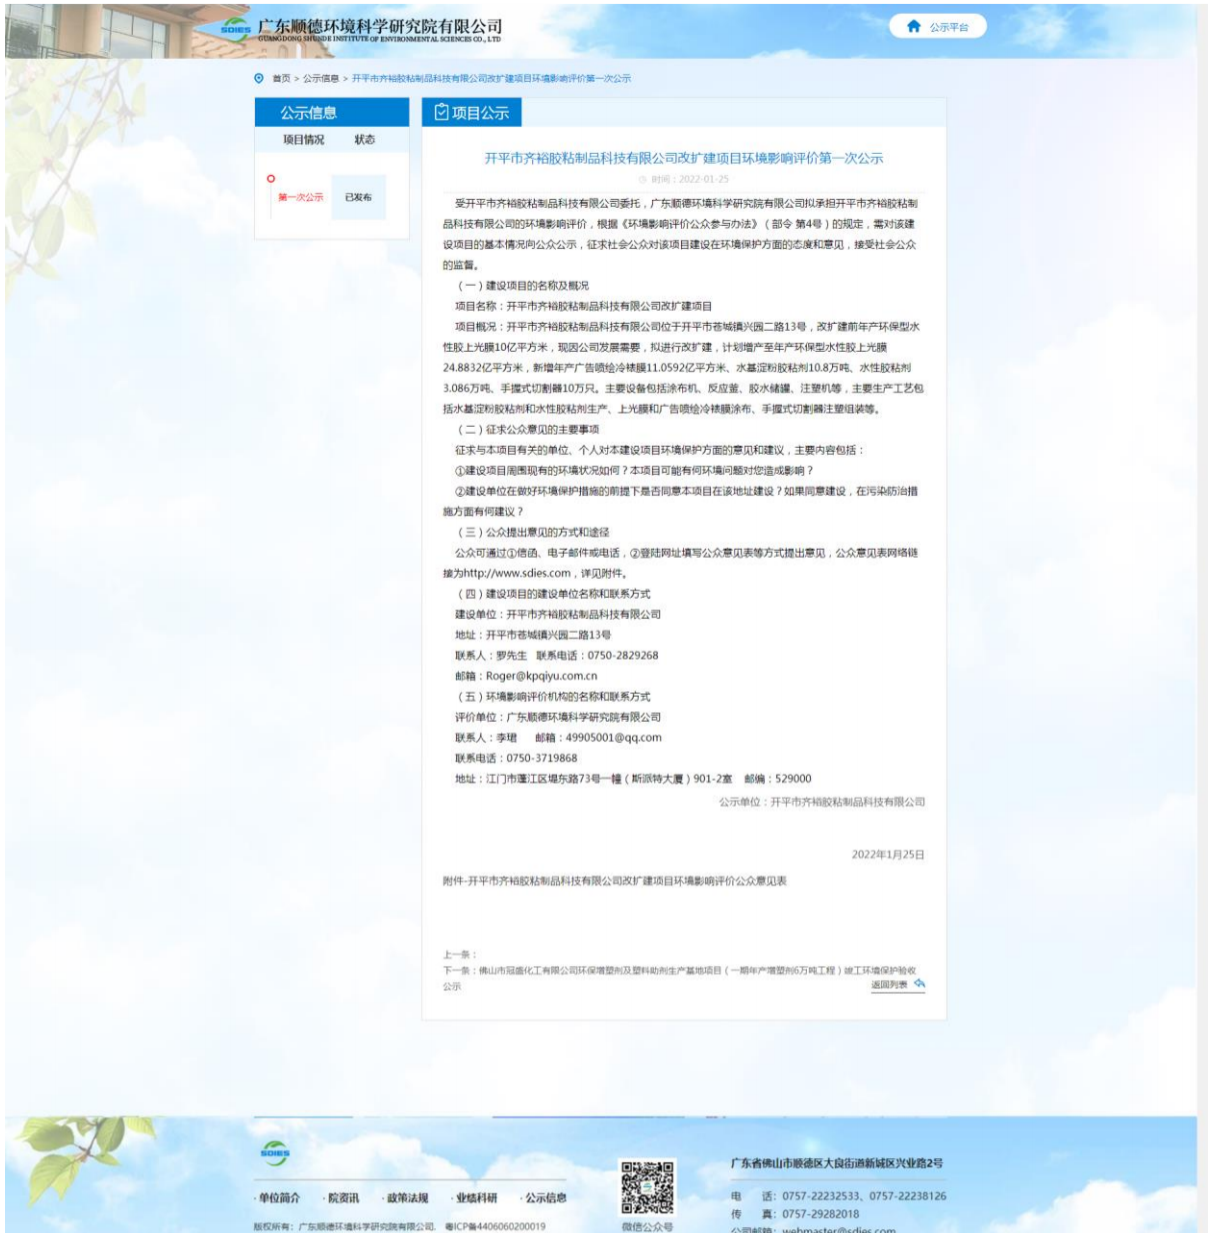 SDIES 广东顺德环境科学研究院有限公司
GUANGDONG SHUNDE INSTITUTE OF ENVIRONMENTAL SCIENCES CO., LTD
公示平台
首页 > 公示信息 > 开平市齐裕胶粘制品科技有限公司改扩建项目环境影响评价第一次公示
公示信息
项目情况 状态
第一次公示 已发布
项目公示
开平市齐裕胶粘制品科技有限公司改扩建项目环境影响评价第一次公示
时间：2022-01-25
受开平市齐裕胶粘制品科技有限公司委托，广东顺德环境科学研究院有限公司拟承担开平市齐裕胶粘制
品科技有限公司的环境影响评价，根据《环境影响评价公众参与办法》（部令 第4号）的规定，需对该建
设项目的基本情况向公众公示，征求社会公众对该项目建设在环境保护方面的态度和意见，接受社会公众
的监督。
（一）建设项目的名称及概况
项目名称：开平市齐裕胶粘制品科技有限公司改扩建项目
项目概况：开平市齐裕胶粘制品科技有限公司位于开平市苍城镇兴园二路13号，改扩建前年产环保型水
性胶上光膜10亿平方米，现因公司发展需要，拟进行改扩建，计划增产至年产环保型水性胶上光膜
24.8832亿平方米，新增年产广告喷绘冷裱膜11.0592亿平方米、水基淀粉胶粘剂10.8万吨、水性胶粘剂
3.086万吨、手握式切割器10万只。主要设备包括涂布机、反应釜、胶水储罐、注塑机等，主要生产工艺包
括水基淀粉胶粘剂和水性胶粘剂生产、上光膜和广告喷绘冷裱膜涂布、手握式切割器注塑组装等。
（二）征求公众意见的主要事项
征求与本项目有关的单位、个人对本建设项目环境保护方面的意见和建议，主要内容包括：
①建设项目周围现有的环境状况如何？本项目可能有何环境问题对您造成影响？
②建设单位在做好环境保护措施的前提下是否同意本项目在该地址建设？如果同意建设，在污染防治措
施方面有何建议？
（三）公众提出意见的方式和途径
公众可通过①信函、电子邮件或电话，②登陆网址填写公众意见表等方式提出意见，公众意见表网络链
接为http://www.sdies.com，详见附件。
（四）建设项目的建设单位名称和联系方式
建设单位：开平市齐裕胶粘制品科技有限公司
地址：开平市苍城镇兴园二路13号
联系人：罗先生 联系电话：0750-2829268
邮箱：Roger@kpqiyu.com.cn
（五）环境影响评价机构的名称和联系方式
评价单位：广东顺德环境科学研究院有限公司
联系人：李珺 邮箱：49905001@qq.com
联系电话：0750-3719868
地址：江门市蓬江区堤东路73号一幢（斯派特大厦）901-2室 邮编：529000
公示单位：开平市齐裕胶粘制品科技有限公司
2022年1月25日
附件-开平市齐裕胶粘制品科技有限公司改扩建项目环境影响评价公众意见表
上一条：
下一条：佛山市冠盛化工有限公司环保增塑剂及塑料助剂生产基地项目（一期年产增塑剂6万吨工程）竣工环境保护验收
公示
返回列表
SDIES
·单位简介 ·院资讯 ·政策法规 ·业绩科研 ·公示信息
版权所有：广东顺德环境科学研究院有限公司. 粤ICP备4406060200019
微信公众号
广东省佛山市顺德区大良街道新城区兴业路2号
电 话：0757-22232533、0757-22238126
传 真：0757-29282018
公司邮箱：webmaster@sdies.com